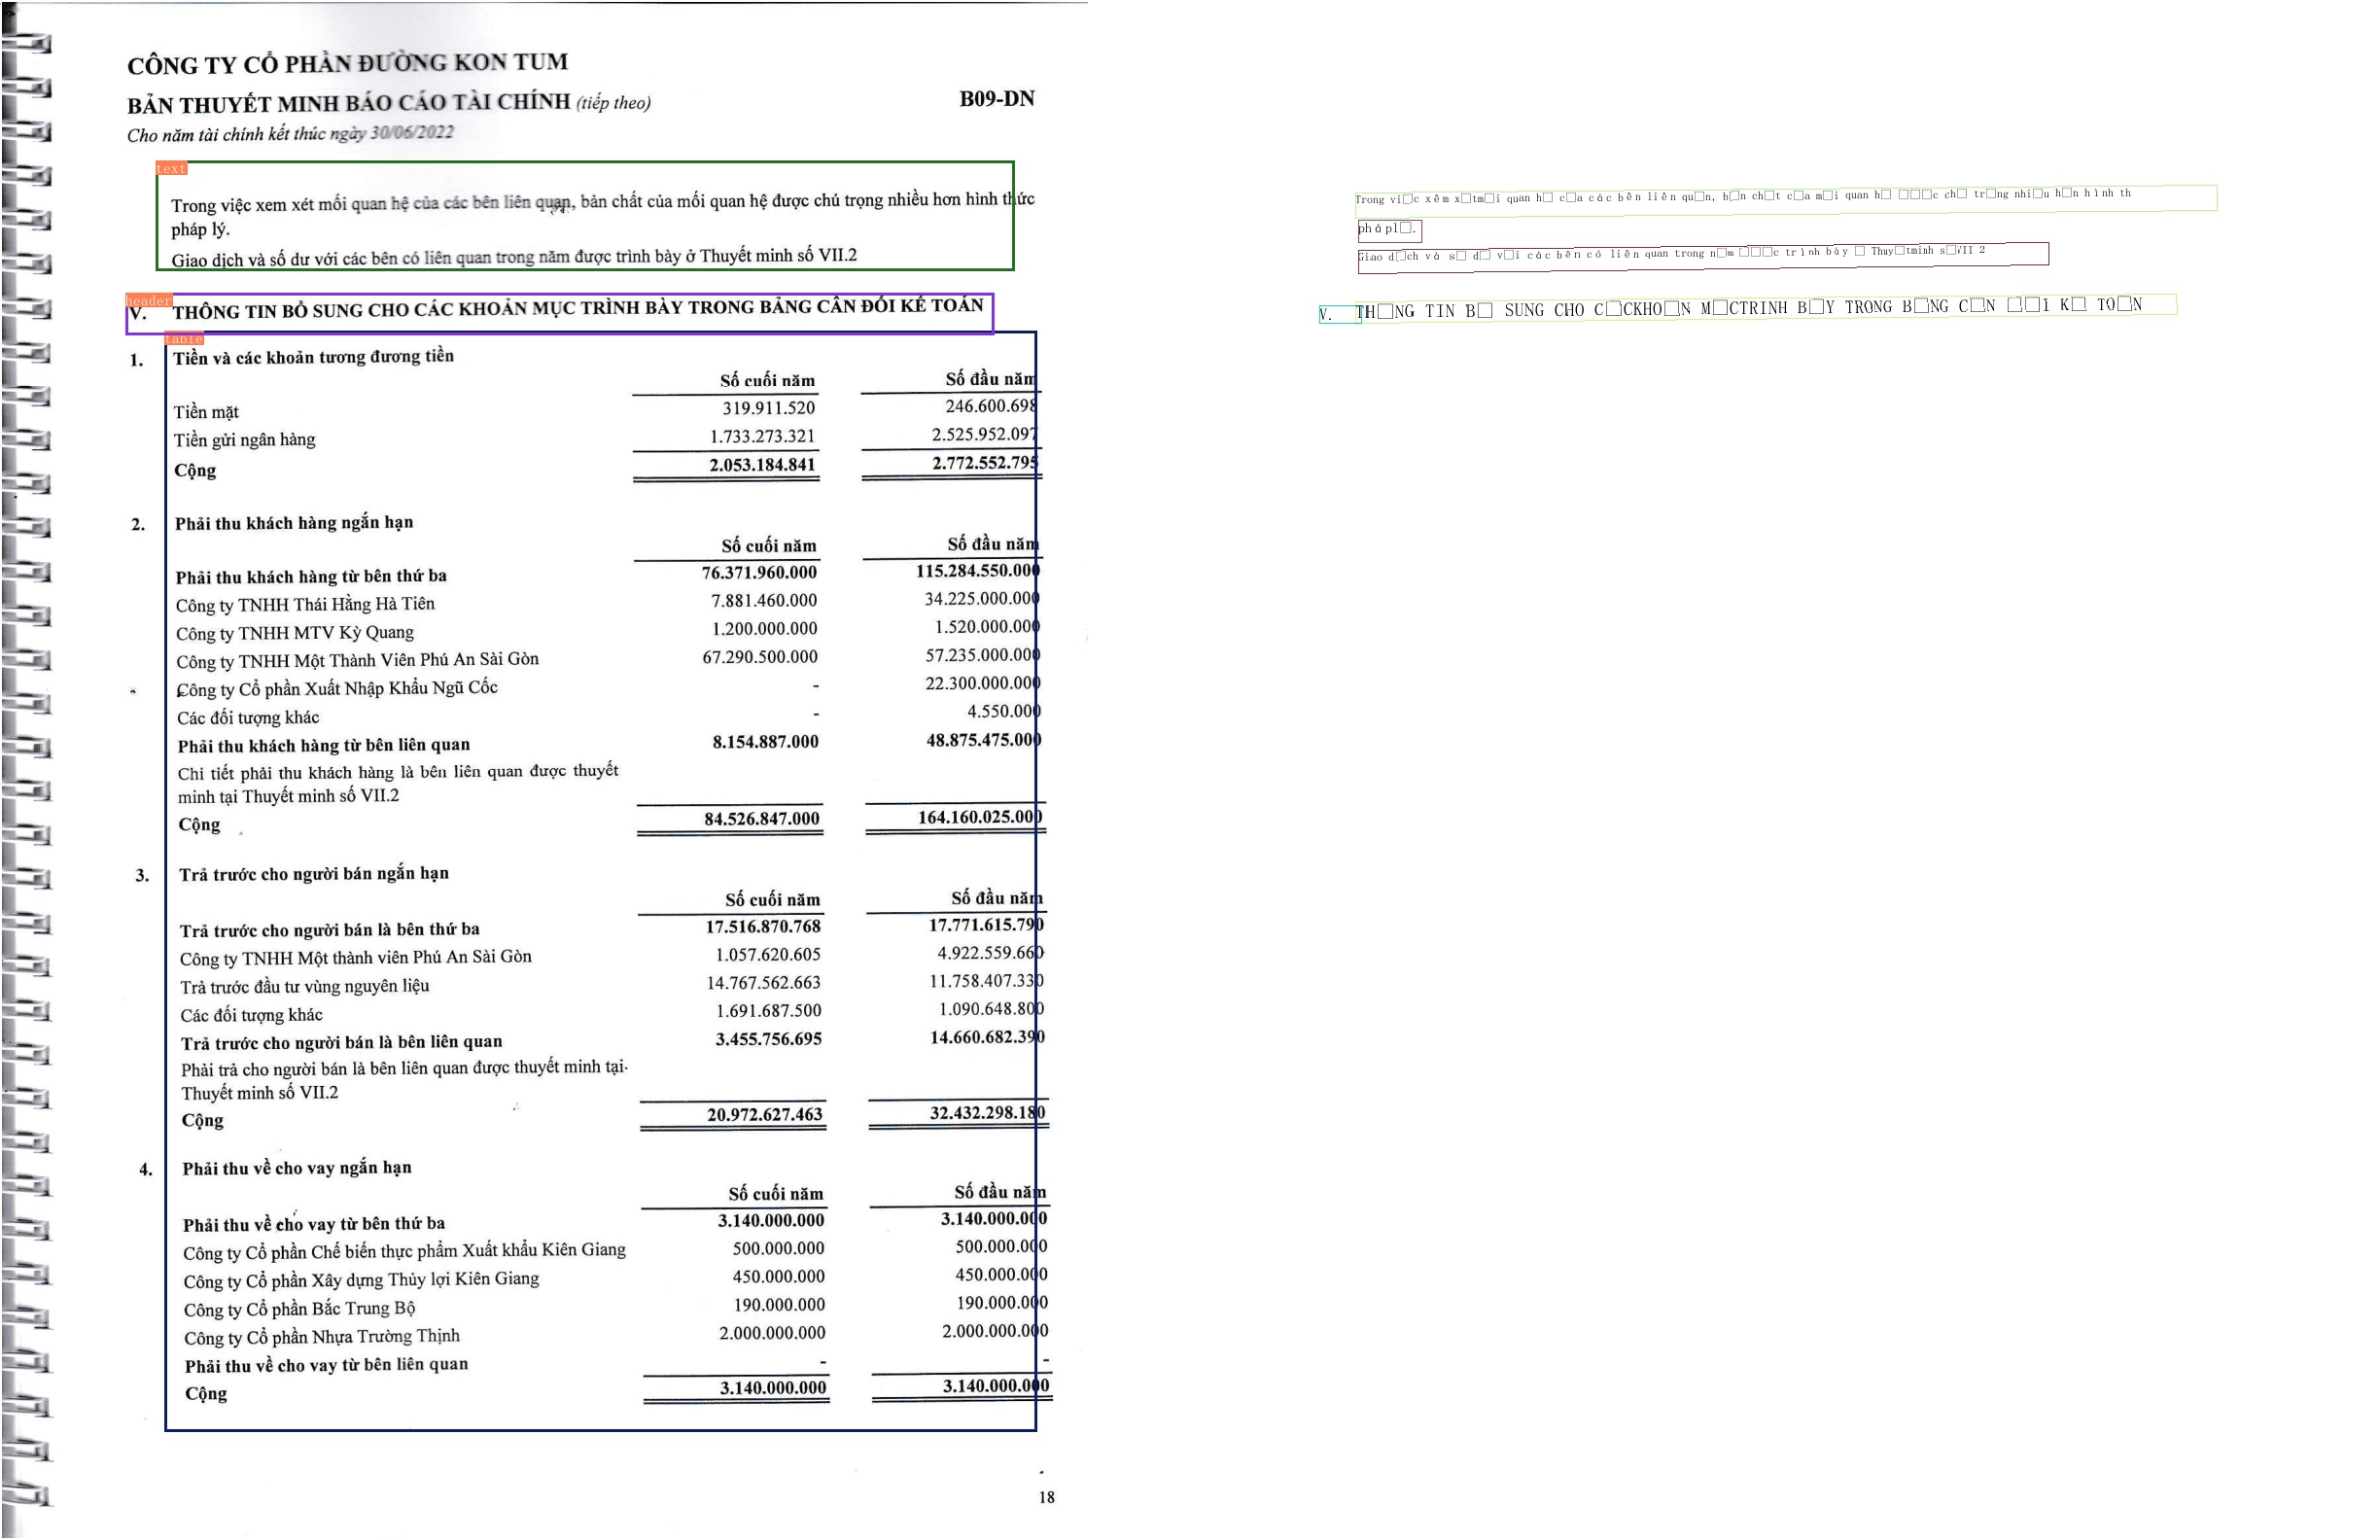 CÔNG TY CỔ PHẦN ĐƯỜNG KON TUM
BẢN THUYẾT MINH BÁO CÁO TÀI CHÍNH (tiếp theo) B09-DN
Cho năm tài chính kết thúc ngày 30/06/2022
text
Trong việc xem xét mối quan hệ của các bên liên quan, bản chất của mối quan hệ được chú trọng nhiều hơn hình thức
pháp lý.
Giao dịch và số dư với các bên có liên quan trong năm được trình bày ở Thuyết minh số VII.2
header
V. THÔNG TIN BỔ SUNG CHO CÁC KHOẢN MỤC TRÌNH BÀY TRONG BẢNG CÂN ĐỐI KẾ TOÁN
table
1. Tiền và các khoản tương đương tiền
Số cuối năm Số đầu năm
Tiền mặt 319.911.520 246.600.698
Tiền gửi ngân hàng 1.733.273.321 2.525.952.097
Cộng 2.053.184.841 2.772.552.795
2. Phải thu khách hàng ngắn hạn
Số cuối năm Số đầu năm
Phải thu khách hàng từ bên thứ ba 76.371.960.000 115.284.550.000
Công ty TNHH Thái Hằng Hà Tiên 7.881.460.000 34.225.000.000
Công ty TNHH MTV Kỳ Quang 1.200.000.000 1.520.000.000
Công ty TNHH Một Thành Viên Phú An Sài Gòn 67.290.500.000 57.235.000.000
Công ty Cổ phần Xuất Nhập Khẩu Ngũ Cốc - 22.300.000.000
Các đối tượng khác - 4.550.000
Phải thu khách hàng từ bên liên quan 8.154.887.000 48.875.475.000
Chi tiết phải thu khách hàng là bên liên quan được thuyết
minh tại Thuyết minh số VII.2
Cộng 84.526.847.000 164.160.025.000
3. Trả trước cho người bán ngắn hạn
Số cuối năm Số đầu năm
Trả trước cho người bán là bên thứ ba 17.516.870.768 17.771.615.790
Công ty TNHH Một thành viên Phú An Sài Gòn 1.057.620.605 4.922.559.660
Trả trước đầu tư vùng nguyên liệu 14.767.562.663 11.758.407.330
Các đối tượng khác 1.691.687.500 1.090.648.800
Trả trước cho người bán là bên liên quan 3.455.756.695 14.660.682.390
Phải trả cho người bán là bên liên quan được thuyết minh tại
Thuyết minh số VII.2
Cộng 20.972.627.463 32.432.298.180
4. Phải thu về cho vay ngắn hạn
Số cuối năm Số đầu năm
Phải thu về cho vay từ bên thứ ba 3.140.000.000 3.140.000.000
Công ty Cổ phần Chế biến thực phẩm Xuất khẩu Kiên Giang 500.000.000 500.000.000
Công ty Cổ phần Xây dựng Thủy lợi Kiên Giang 450.000.000 450.000.000
Công ty Cổ phần Bắc Trung Bộ 190.000.000 190.000.000
Công ty Cổ phần Nhựa Trường Thịnh 2.000.000.000 2.000.000.000
Phải thu về cho vay từ bên liên quan - -
Cộng 3.140.000.000 3.140.000.000
18
Trong vi□c xêm x□tm□i quan h□ c□a các bên liên qu□n, b□n ch□t c□a m□i quan h□ □□□c ch□ tr□ng nhi□u h□n hình th
phápl□.
Giao d□ch và s□ d□ v□i các bên có liên quan trong n□m □□□c trình bày □ Thuy□tminh s□VII 2
V. TH□NG TIN B□ SUNG CHO C□CKHO□N M□CTRINH B□Y TRONG B□NG C□N □□I K□ TO□N